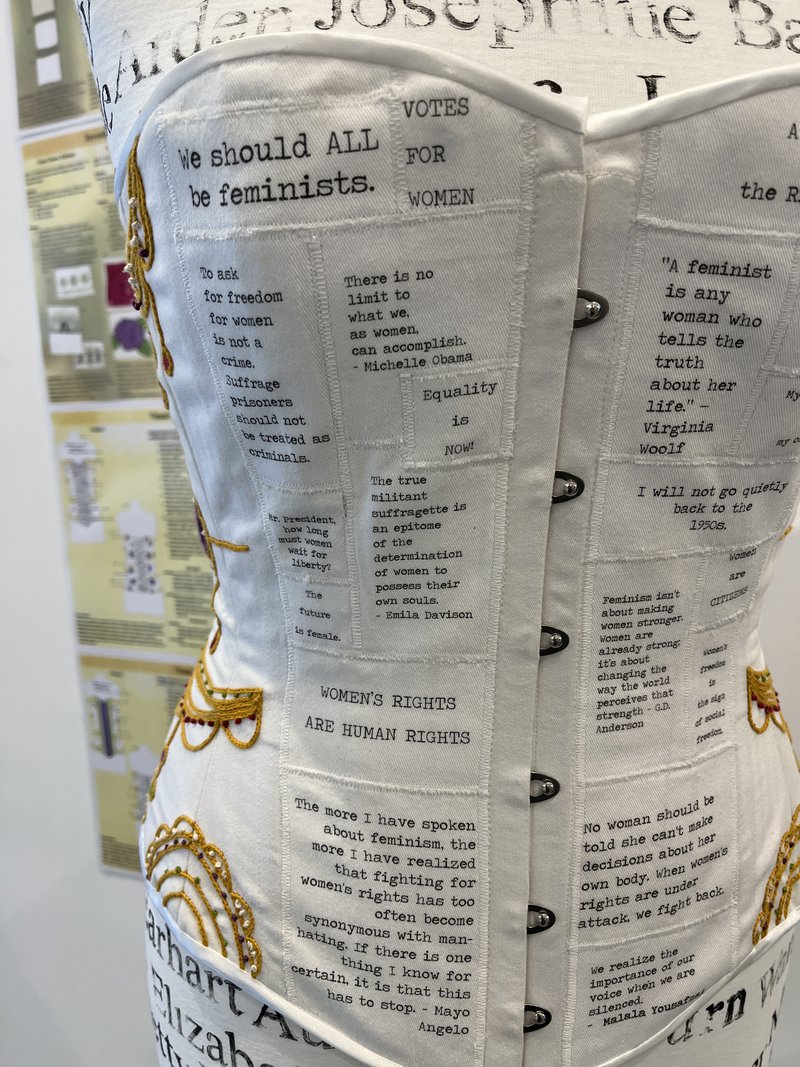 Arden Josephine Ba
We should ALL
be feminists.
VOTES
FOR
WOMEN
A
the R
To ask
for freedom
for women
is not a
crime.
Suffrage
prisoners
should not
be treated as
criminals.
There is no
limit to
what we,
as women,
can accomplish.
- Michelle Obama
Equality
is
NOW!
"A feminist
is any
woman who
tells the
truth
about her
life." –
Virginia
Woolf
My
my
I will not go quietly
back to the
1950s.
Mr. President,
how long
must women
wait for
liberty?
The
future
is female.
The true
militant
suffragette is
an epitome
of the
determination
of women to
possess their
own souls.
- Emila Davison
Women
are
CITIZENS
Feminism isn't
about making
women stronger.
Women are
already strong;
it's about
changing the
way the world
perceives that
strength - G.D.
Anderson
Women's
freedom
is
the sign
of social
freedom.
WOMEN'S RIGHTS
ARE HUMAN RIGHTS
The more I have spoken
about feminism, the
more I have realized
that fighting for
women's rights has too
often become
synonymous with man-
hating. If there is one
thing I know for
certain, it is that this
has to stop. - Mayo
Angelo
No woman should be
told she can't make
decisions about her
own body. When women's
rights are under
attack, we fight back.
We realize the
importance of our
voice when we are
silenced.
- Malala Yousafzai
arhart Au
Elizabe